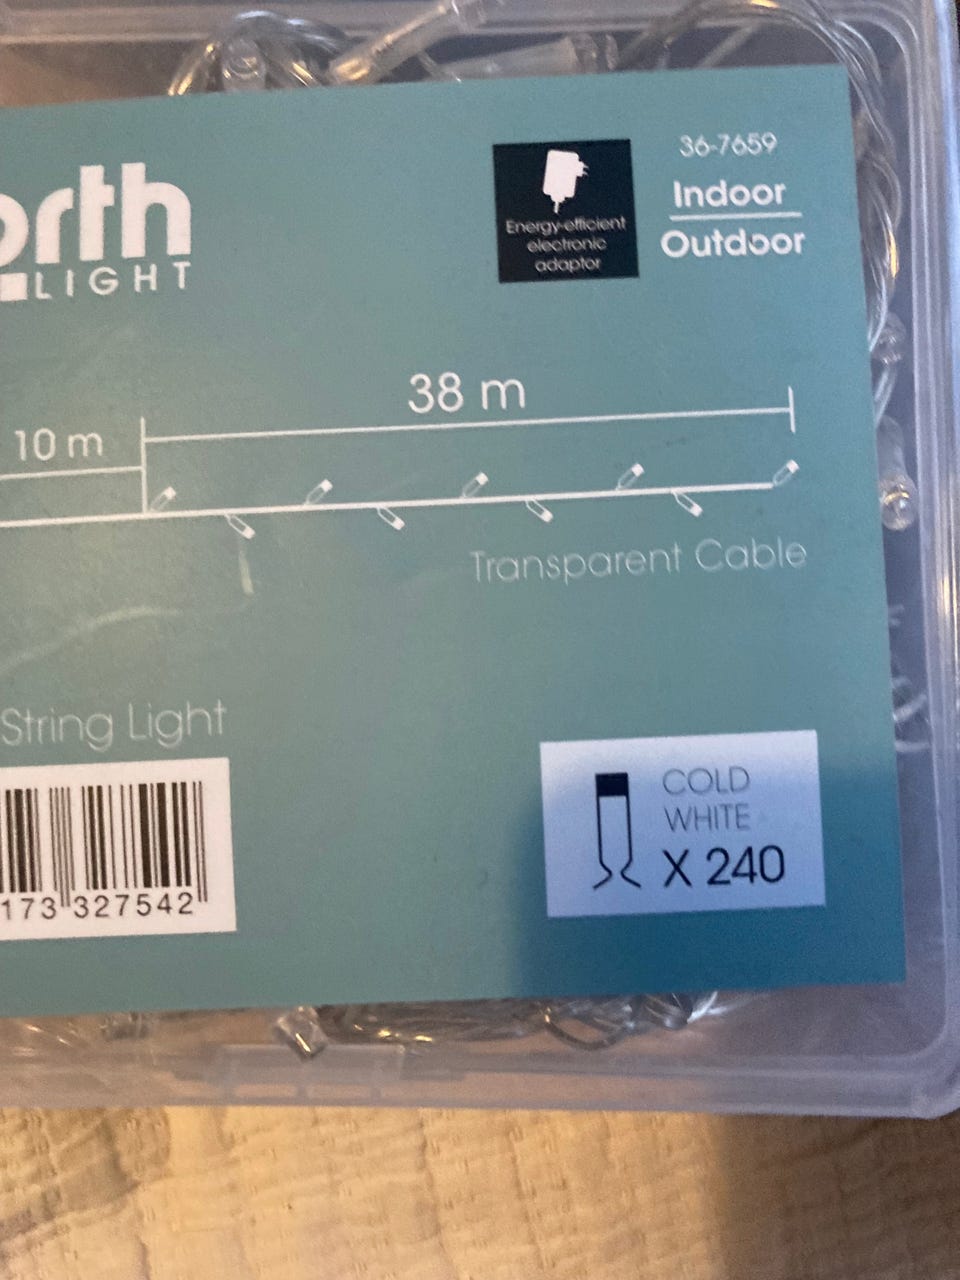 orth
LIGHT
Energy-efficient
electronic
adaptor
36-7659
Indoor
Outdoor
38 m
10 m
Transparent Cable
String Light
173 327542
COLD
WHITE
X 240